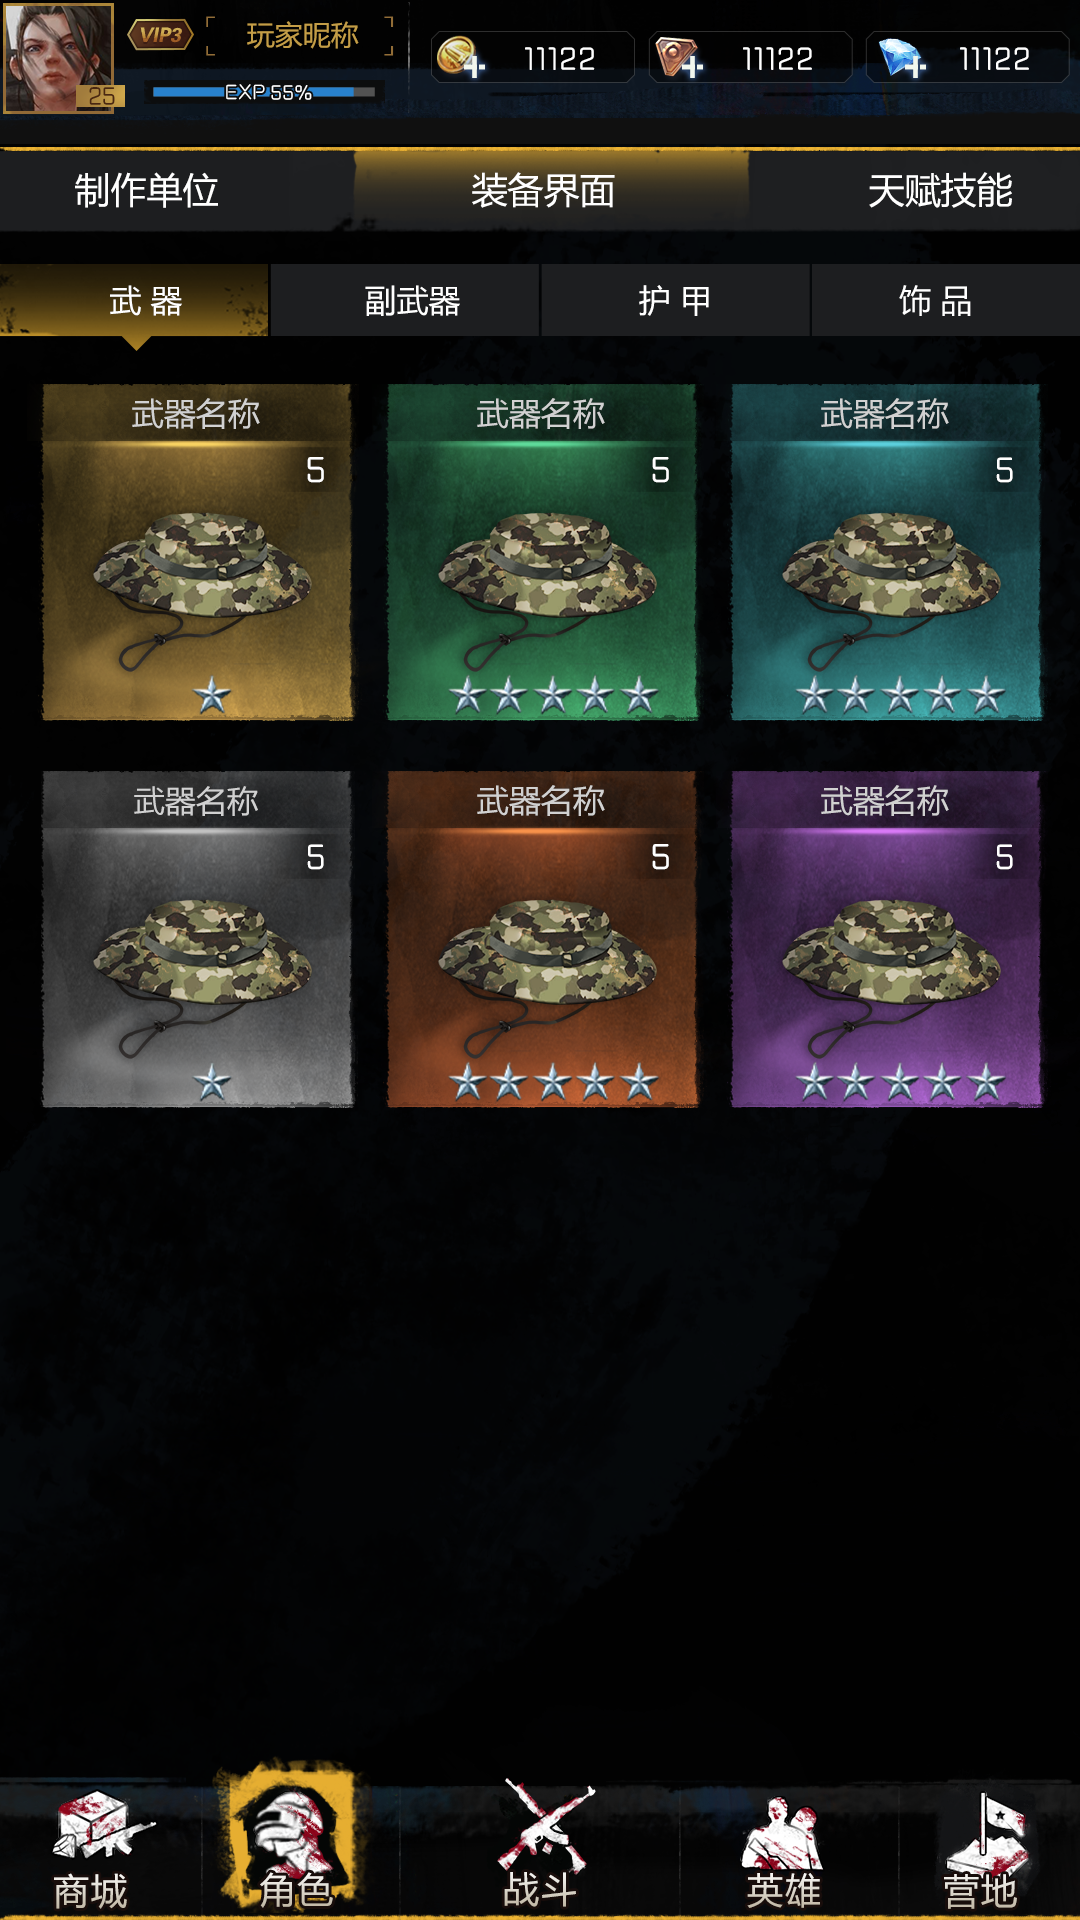 VIP3 玩家昵称
25
EXP 55%
11122 11122 11122
制作单位 装备界面 天赋技能
武 器 副武器 护 甲 饰 品
武器名称 武器名称 武器名称
5 5 5
武器名称 武器名称 武器名称
5 5 5
商城 角色 战斗 英雄 营地